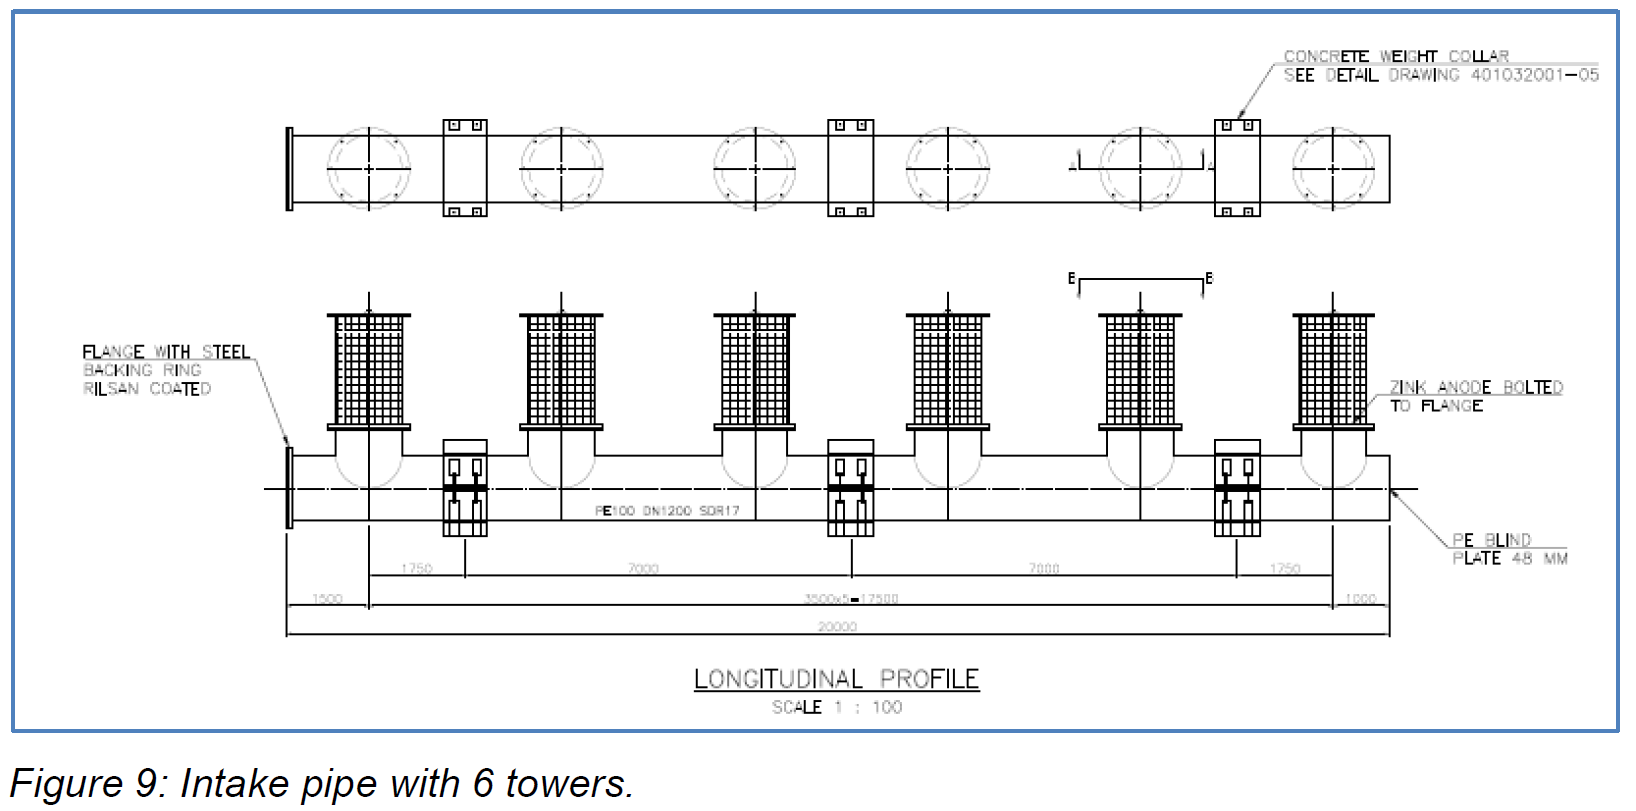 CONCRETE WEIGHT COLLAR
SEE DETAIL DRAWING 401032001-05
A A
B B
FLANGE WITH STEEL
BACKING RING
RILSAN COATED
ZINK ANODE BOLTED
TO FLANGE
PE100 DN1200 SDR17
PE BLIND
PLATE 48 MM
1750 7000 7000 1750
1500 3500x5=17500 1000
20000
LONGITUDINAL PROFILE
SCALE 1 : 100
Figure 9: Intake pipe with 6 towers.